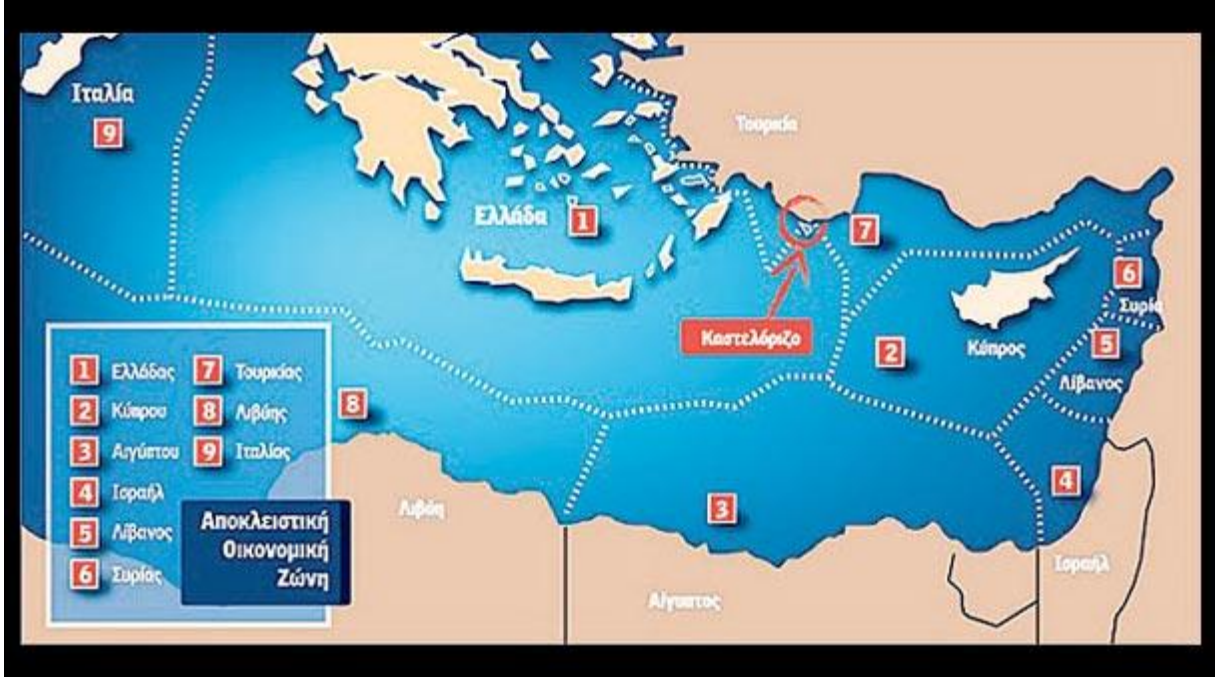 Ιταλία
9
Τουρκία
Ελλάδα
1
7
6
Συρία
Καστελόριζο
2
Κύπρος
5
Λίβανος
8
4
3
Λιβύη
Ισραήλ
Αίγυπτος
1 Ελλάδας
2 Κύπρου
3 Αιγύπτου
4 Ισραήλ
5 Λίβανος
6 Συρίας
7 Τουρκίας
8 Λιβύης
9 Ιταλίας
Αποκλειστική
Οικονομική
Ζώνη